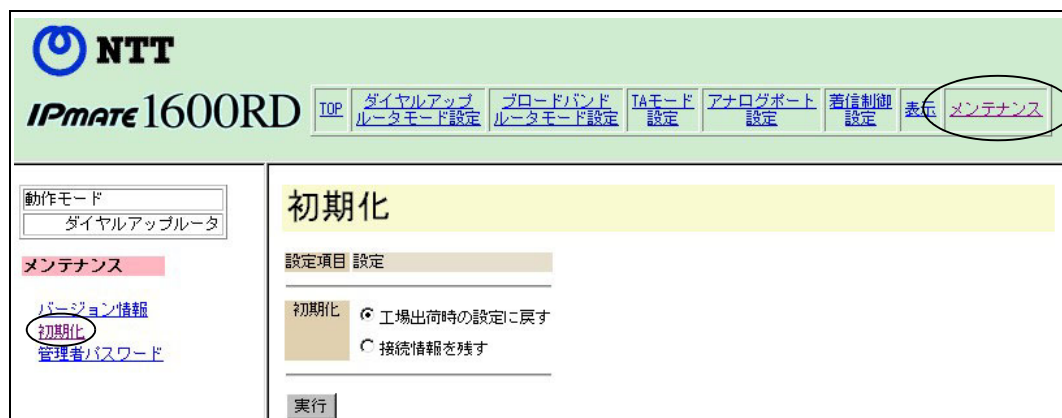 NTT
IPmate1600RD
TOP
ダイヤルアップ
ルータモード設定
ブロードバンド
ルータモード設定
TAモード
設定
アナログポート
設定
着信制御
設定
表示
メンテナンス
動作モード
ダイヤルアップルータ
メンテナンス
バージョン情報
初期化
管理者パスワード
初期化
設定項目 設定
初期化
工場出荷時の設定に戻す
接続情報を残す
実行